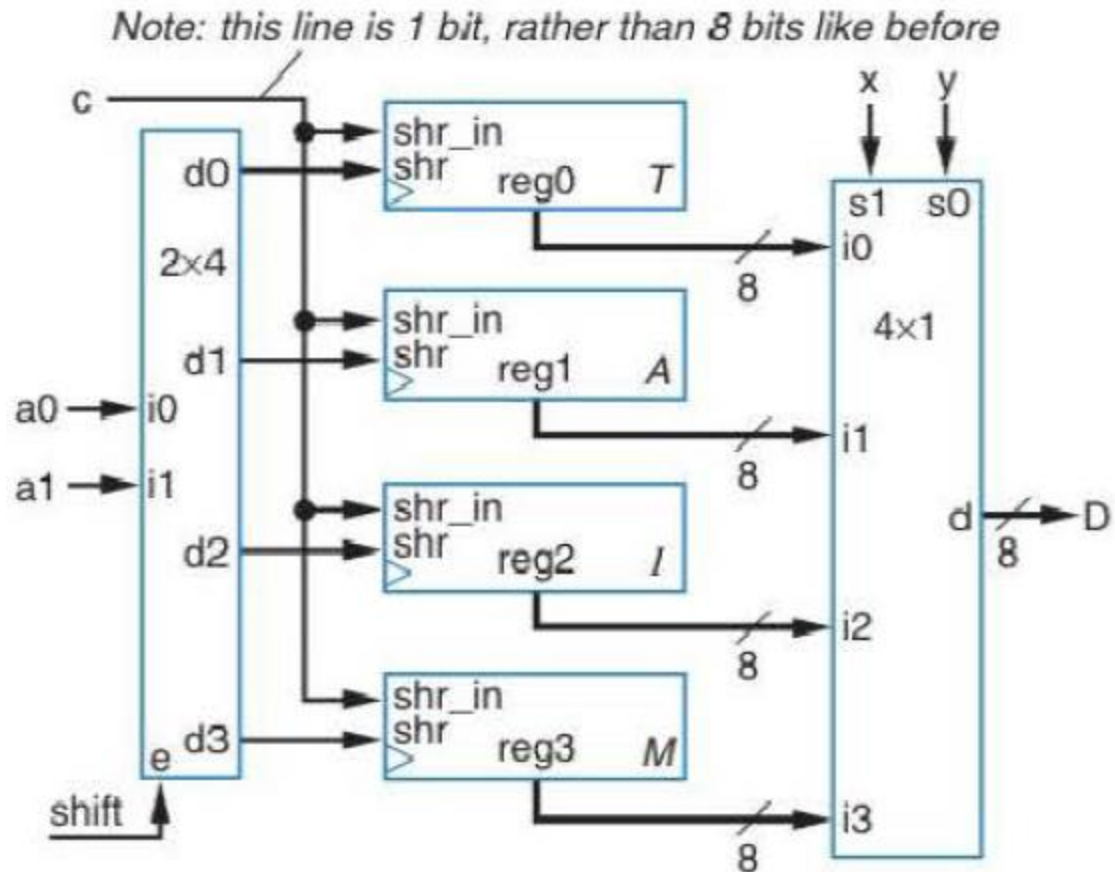 Note: this line is 1 bit, rather than 8 bits like before
c
x y
shr_in
d0
shr
reg0 T
s1 s0
i0
2×4
8
4×1
shr_in
d1
shr
reg1 A
a0
i0
i1
8
a1
i1
shr_in
d2
shr
reg2 I
d
D
8
i2
8
shr_in
d3
shr
reg3 M
e
shift
i3
8